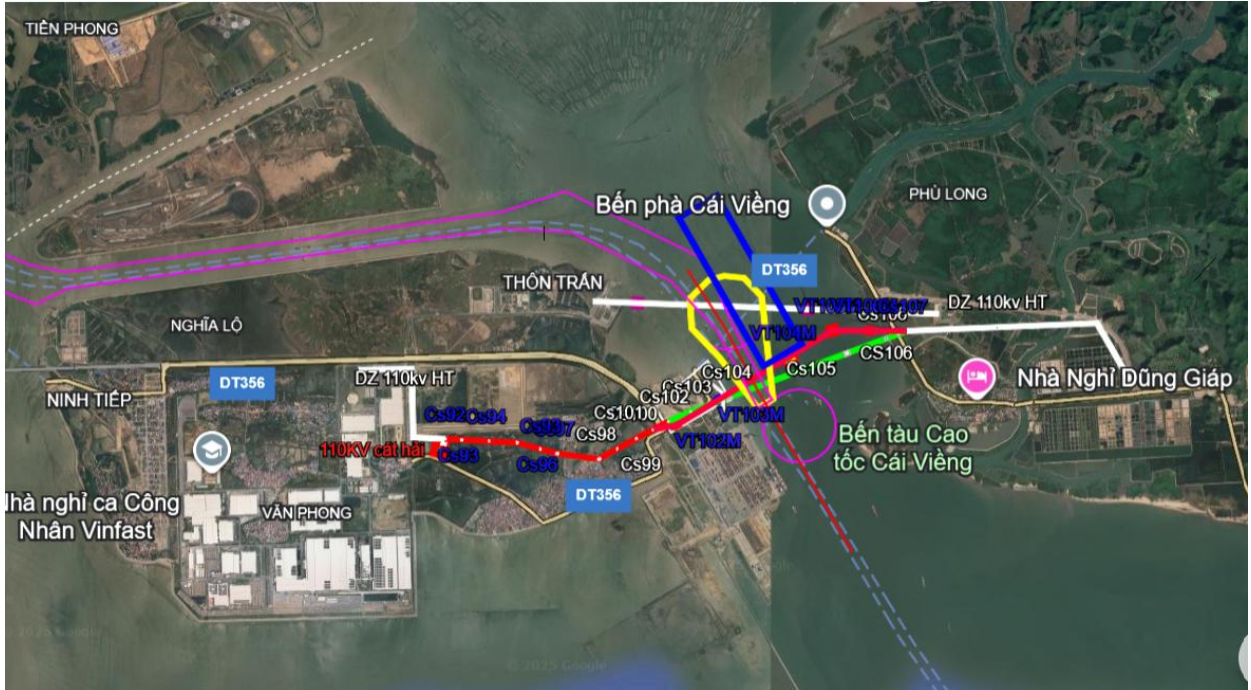 TIỀN PHONG
Bến phà Cái Viềng
PHÙ LONG
DT356
THÔN TRẦN
DZ 110kv HT
NGHĨA LỘ
VT104M
CS106
Cs105
Cs104
Cs103
Cs102
DZ 110kv HT
DT356
NINH TIẾP
Nhà Nghỉ Dũng Giáp
Cs92
Cs94
VT103M
VT102M
Cs98
Cs93
110KV cát hải
Cs96
Cs99
Bến tàu Cao
tốc Cái Viềng
DT356
VĂN PHONG
Nhà nghỉ ca Công
Nhân Vinfast
© 2025 Google